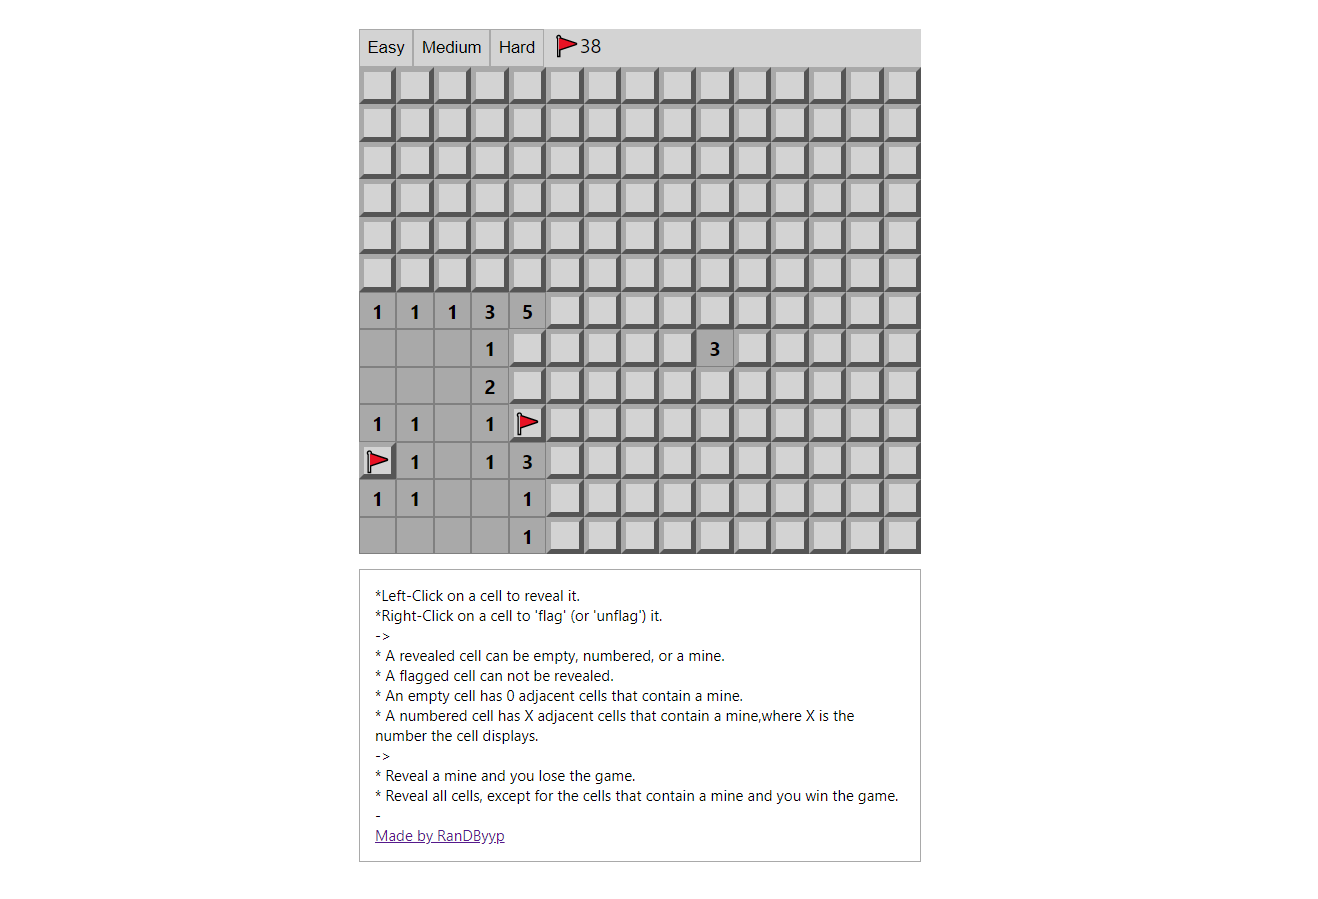 Easy Medium Hard 38
1 1 1 3 5
1 3
2
1 1 1
1 1 3
1 1 1
1
*Left-Click on a cell to reveal it.
*Right-Click on a cell to 'flag' (or 'unflag') it.
->
* A revealed cell can be empty, numbered, or a mine.
* A flagged cell can not be revealed.
* An empty cell has 0 adjacent cells that contain a mine.
* A numbered cell has X adjacent cells that contain a mine,where X is the
number the cell displays.
->
* Reveal a mine and you lose the game.
* Reveal all cells, except for the cells that contain a mine and you win the game.
-
Made by RanDByyp